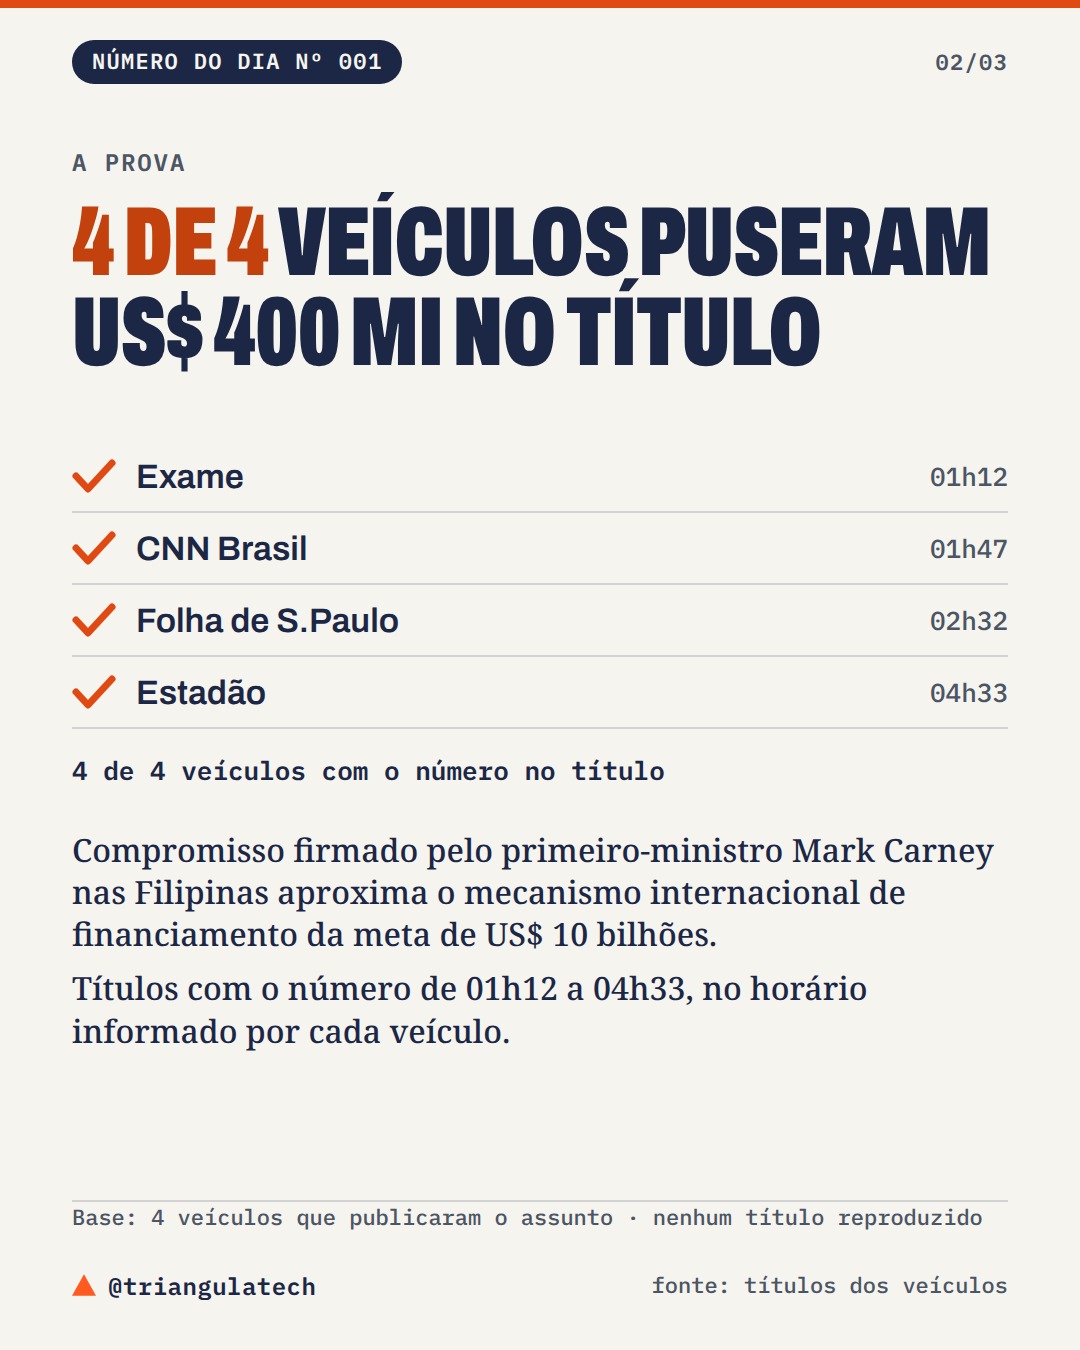 NÚMERO DO DIA Nº 001
02/03
A PROVA
4 DE 4 VEÍCULOS PUSERAM
US$ 400 MI NO TÍTULO
Exame 01h12
CNN Brasil 01h47
Folha de S.Paulo 02h32
Estadão 04h33
4 de 4 veículos com o número no título
Compromisso firmado pelo primeiro-ministro Mark Carney
nas Filipinas aproxima o mecanismo internacional de
financiamento da meta de US$ 10 bilhões.
Títulos com o número de 01h12 a 04h33, no horário
informado por cada veículo.
Base: 4 veículos que publicaram o assunto · nenhum título reproduzido
@triangulatech
fonte: títulos dos veículos